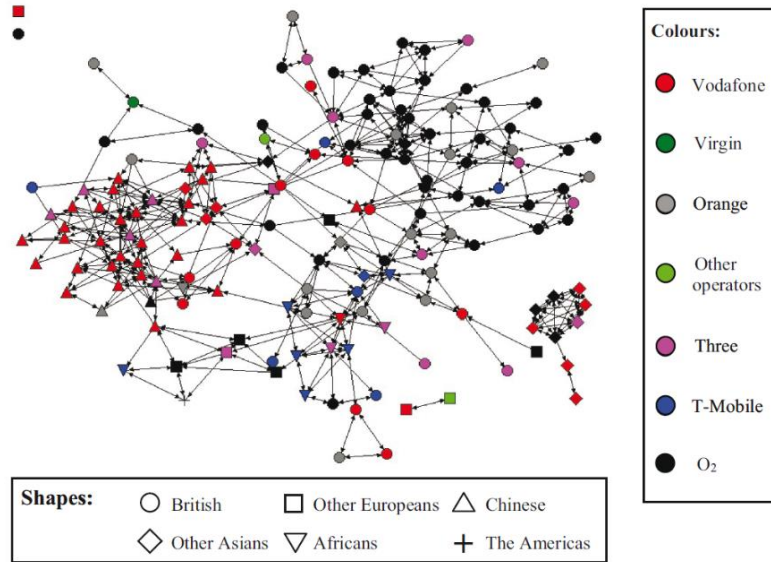 Colours:
Vodafone
Virgin
Orange
Other
operators
Three
T-Mobile
O₂
Shapes:
British
Other Europeans
Chinese
Other Asians
Africans
The Americas